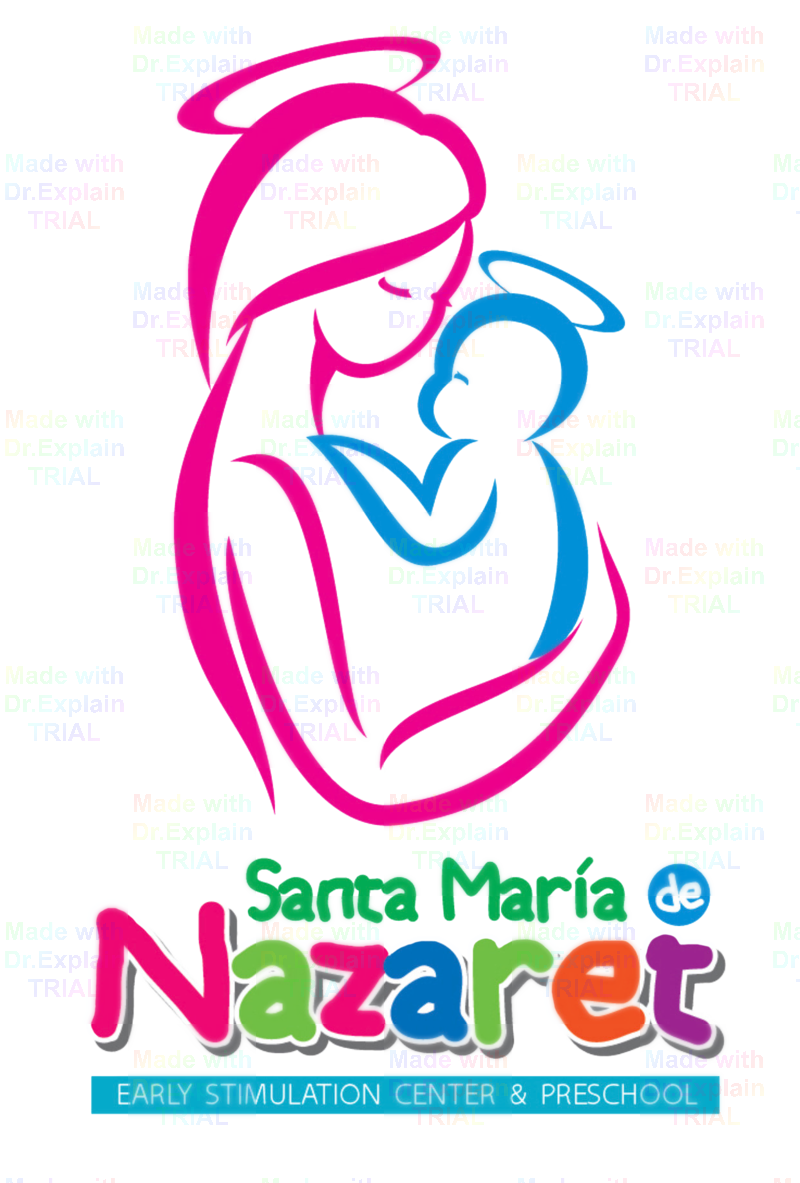 Santa María de
Nazaret
EARLY STIMULATION CENTER & PRESCHOOL
Made with
Dr.Explain
TRIAL